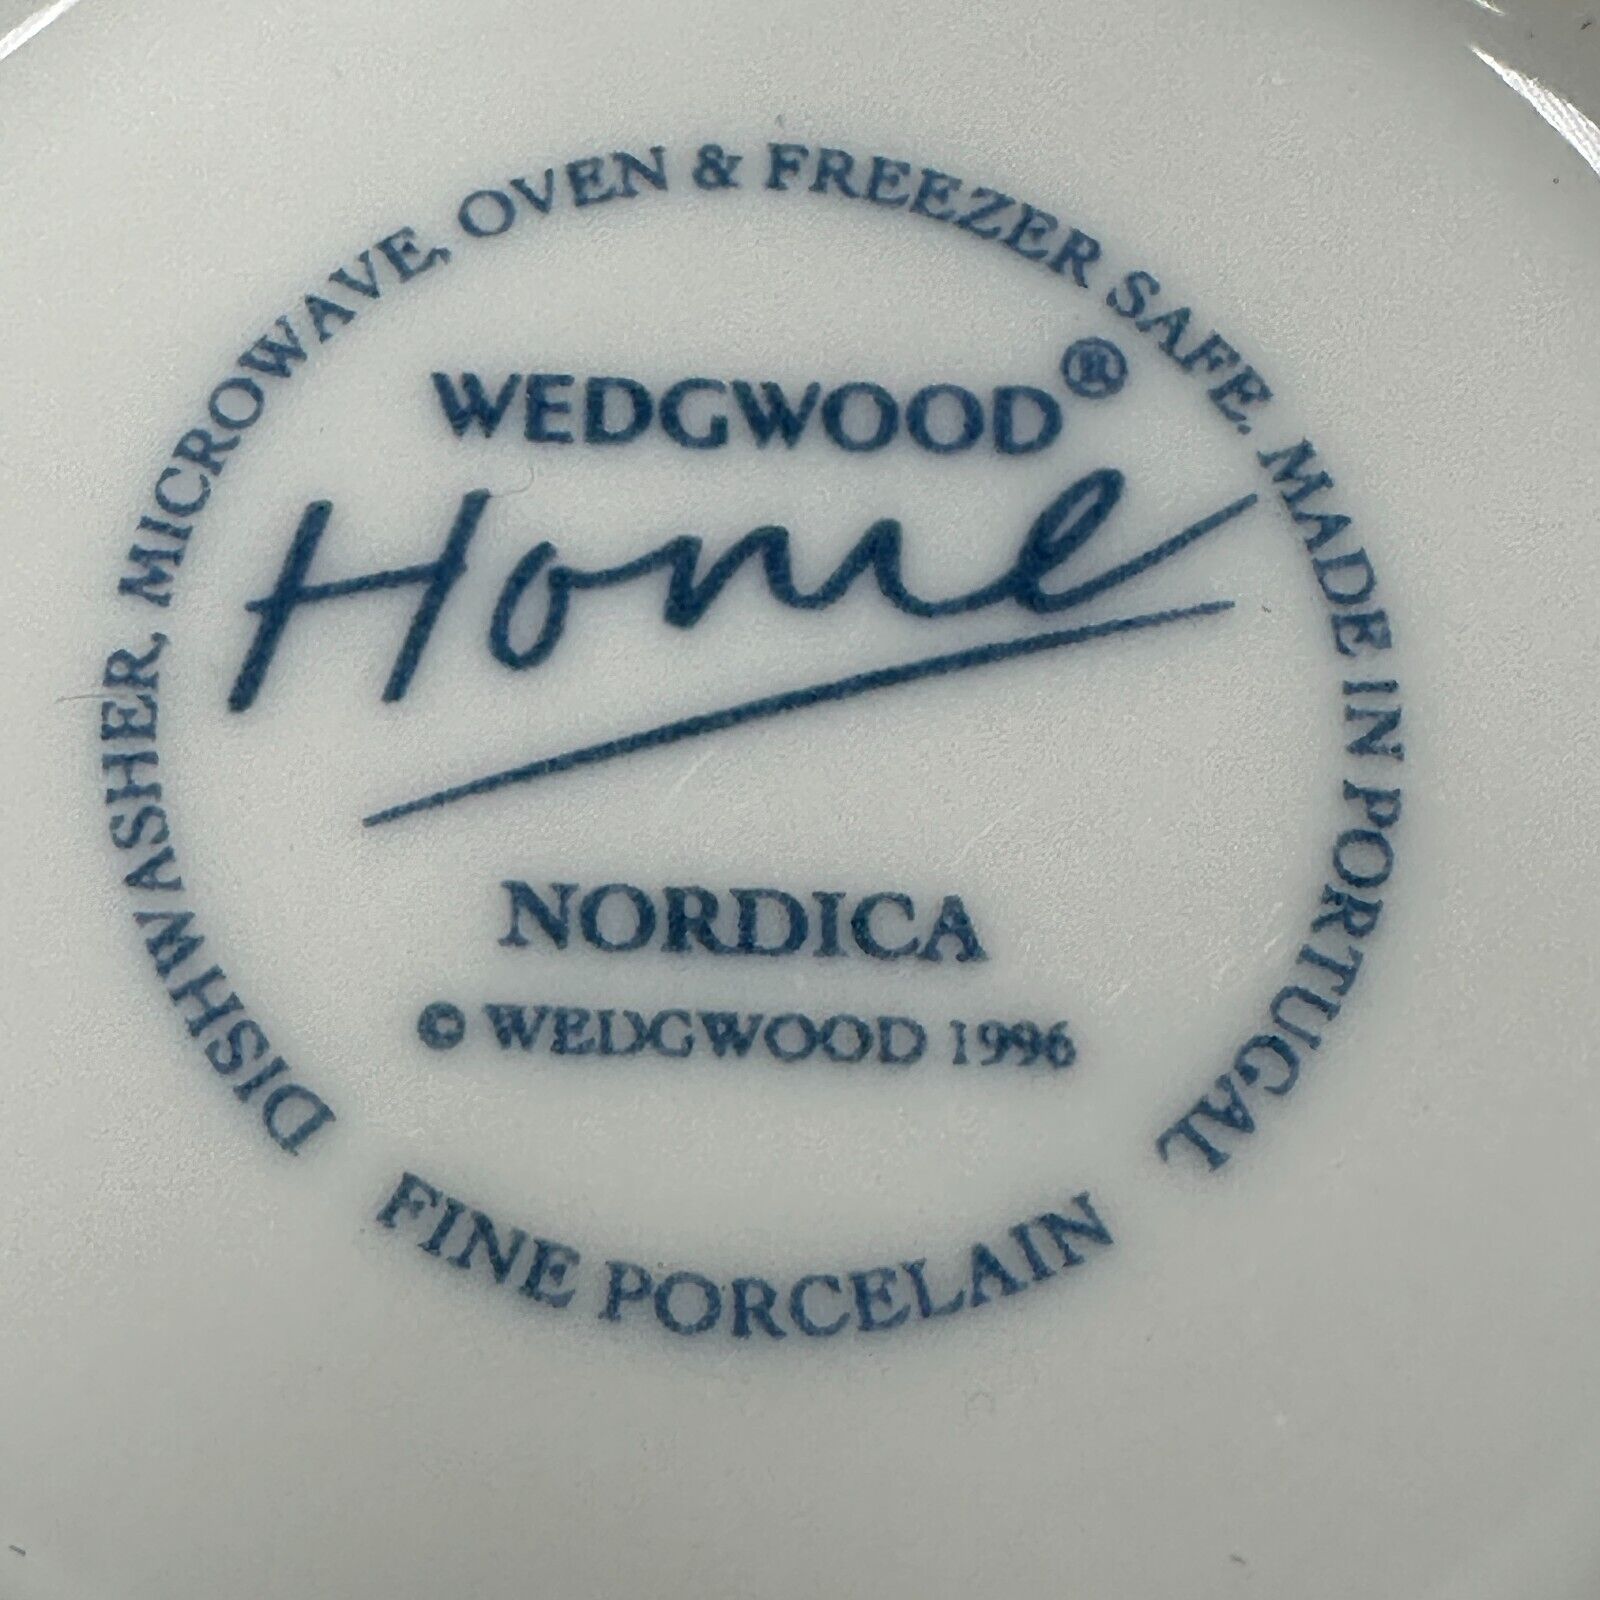 DISHWASHER, MICROWAVE, OVEN & FREEZER SAFE. MADE IN PORTUGAL
WEDGWOOD®
Home
NORDICA
© WEDGWOOD 1996
FINE PORCELAIN